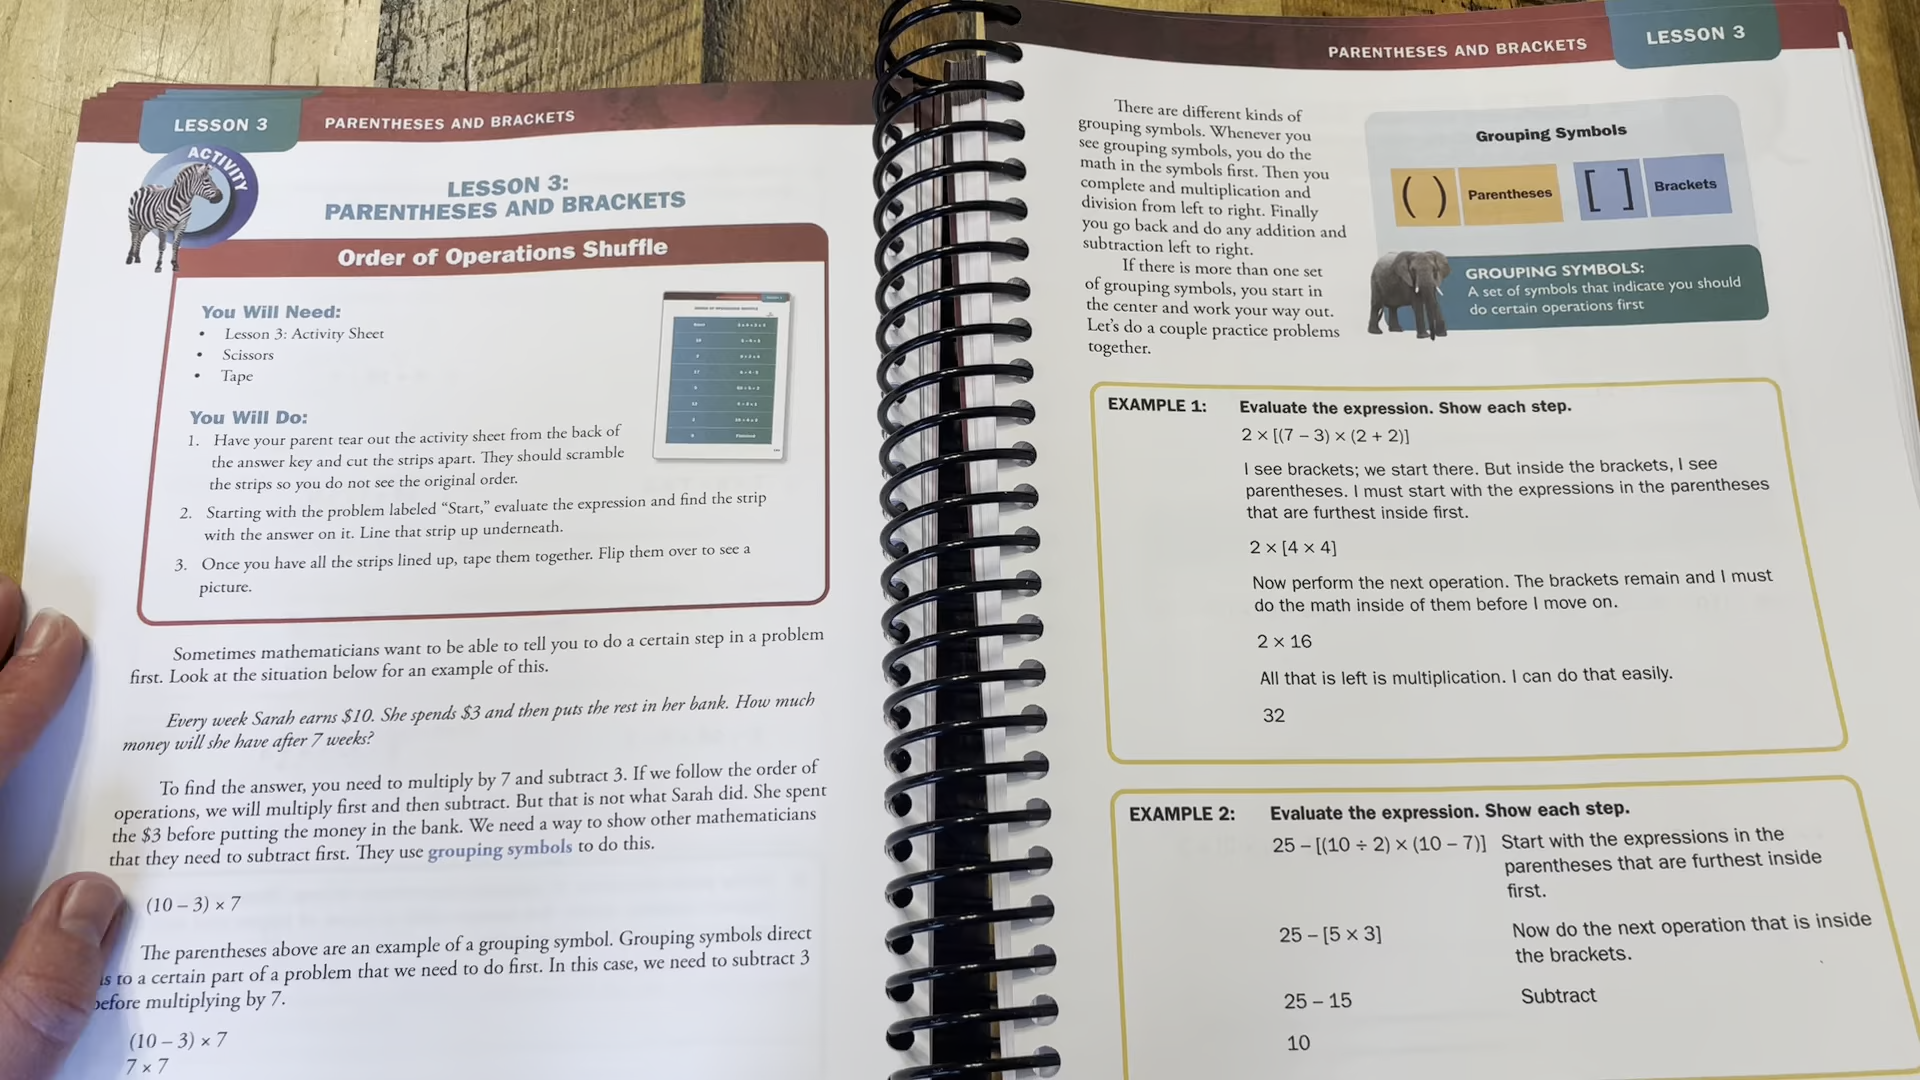 LESSON 3
PARENTHESES AND BRACKETS
ACTIVITY
LESSON 3:
PARENTHESES AND BRACKETS
Order of Operations Shuffle
You Will Need:
• Lesson 3: Activity Sheet
• Scissors
• Tape
You Will Do:
1. Have your parent tear out the activity sheet from the back of
the answer key and cut the strips apart. They should scramble
the strips so you do not see the original order.
2. Starting with the problem labeled “Start,” evaluate the expression and find the strip
with the answer on it. Line that strip up underneath.
3. Once you have all the strips lined up, tape them together. Flip them over to see a
picture.
Sometimes mathematicians want to be able to tell you to do a certain step in a problem
first. Look at the situation below for an example of this.
Every week Sarah earns $10. She spends $3 and then puts the rest in her bank. How much
money will she have after 7 weeks?
To find the answer, you need to multiply by 7 and subtract 3. If we follow the order of
operations, we will multiply first and then subtract. But that is not what Sarah did. She spent
the $3 before putting the money in the bank. We need a way to show other mathematicians
that they need to subtract first. They use grouping symbols to do this.
(10 – 3) × 7
The parentheses above are an example of a grouping symbol. Grouping symbols direct
us to a certain part of a problem that we need to do first. In this case, we need to subtract 3
before multiplying by 7.
(10 – 3) × 7
7 × 7
PARENTHESES AND BRACKETS
LESSON 3
There are different kinds of
grouping symbols. Whenever you
see grouping symbols, you do the
math in the symbols first. Then you
complete and multiplication and
division from left to right. Finally
you go back and do any addition and
subtraction left to right.
If there is more than one set
of grouping symbols, you start in
the center and work your way out.
Let’s do a couple practice problems
together.
Grouping Symbols
( ) Parentheses [ ] Brackets
GROUPING SYMBOLS:
A set of symbols that indicate you should
do certain operations first
EXAMPLE 1: Evaluate the expression. Show each step.
2 × [(7 – 3) × (2 + 2)]
I see brackets; we start there. But inside the brackets, I see
parentheses. I must start with the expressions in the parentheses
that are furthest inside first.
2 × [4 × 4]
Now perform the next operation. The brackets remain and I must
do the math inside of them before I move on.
2 × 16
All that is left is multiplication. I can do that easily.
32
EXAMPLE 2: Evaluate the expression. Show each step.
25 – [(10 ÷ 2) × (10 – 7)] Start with the expressions in the
parentheses that are furthest inside
first.
25 – [5 × 3] Now do the next operation that is inside
the brackets.
25 – 15 Subtract
10